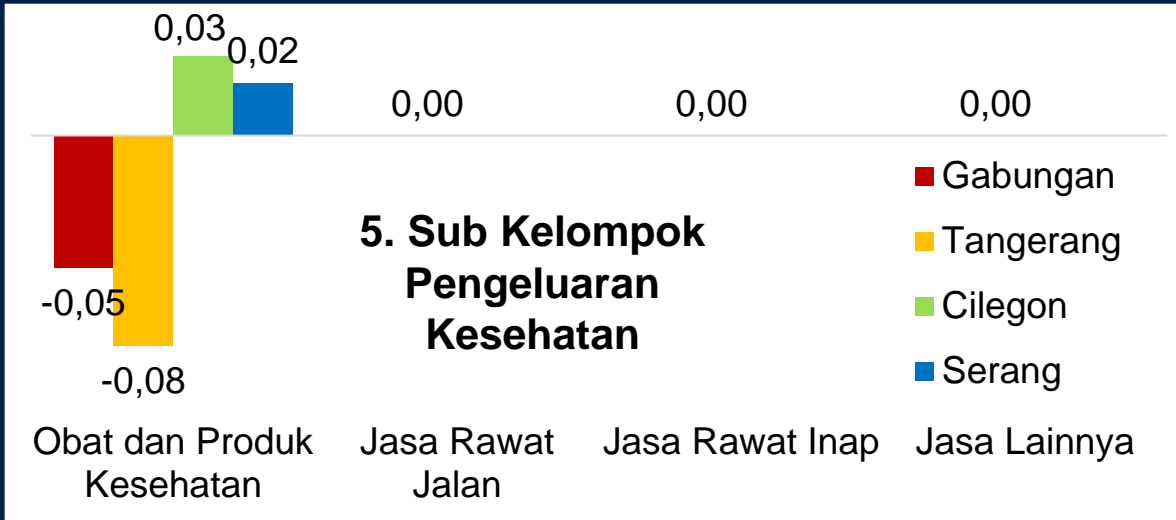 0,03
0,02
0,00
0,00
0,00
-0,05
-0,08
5. Sub Kelompok
Pengeluaran
Kesehatan
Gabungan
Tangerang
Cilegon
Serang
Obat dan Produk
Kesehatan
Jasa Rawat
Jalan
Jasa Rawat Inap
Jasa Lainnya